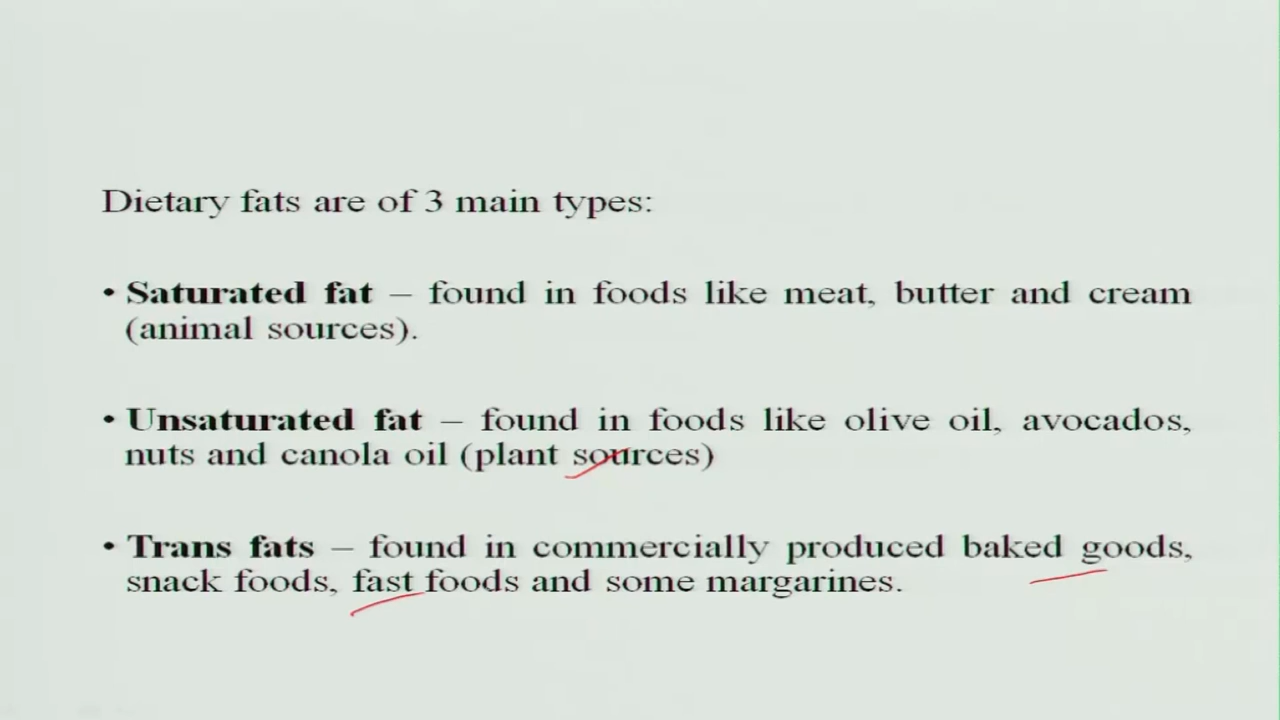 Dietary fats are of 3 main types:
• Saturated fat – found in foods like meat, butter and cream
(animal sources).
• Unsaturated fat – found in foods like olive oil, avocados,
nuts and canola oil (plant sources)
• Trans fats – found in commercially produced baked goods,
snack foods, fast foods and some margarines.